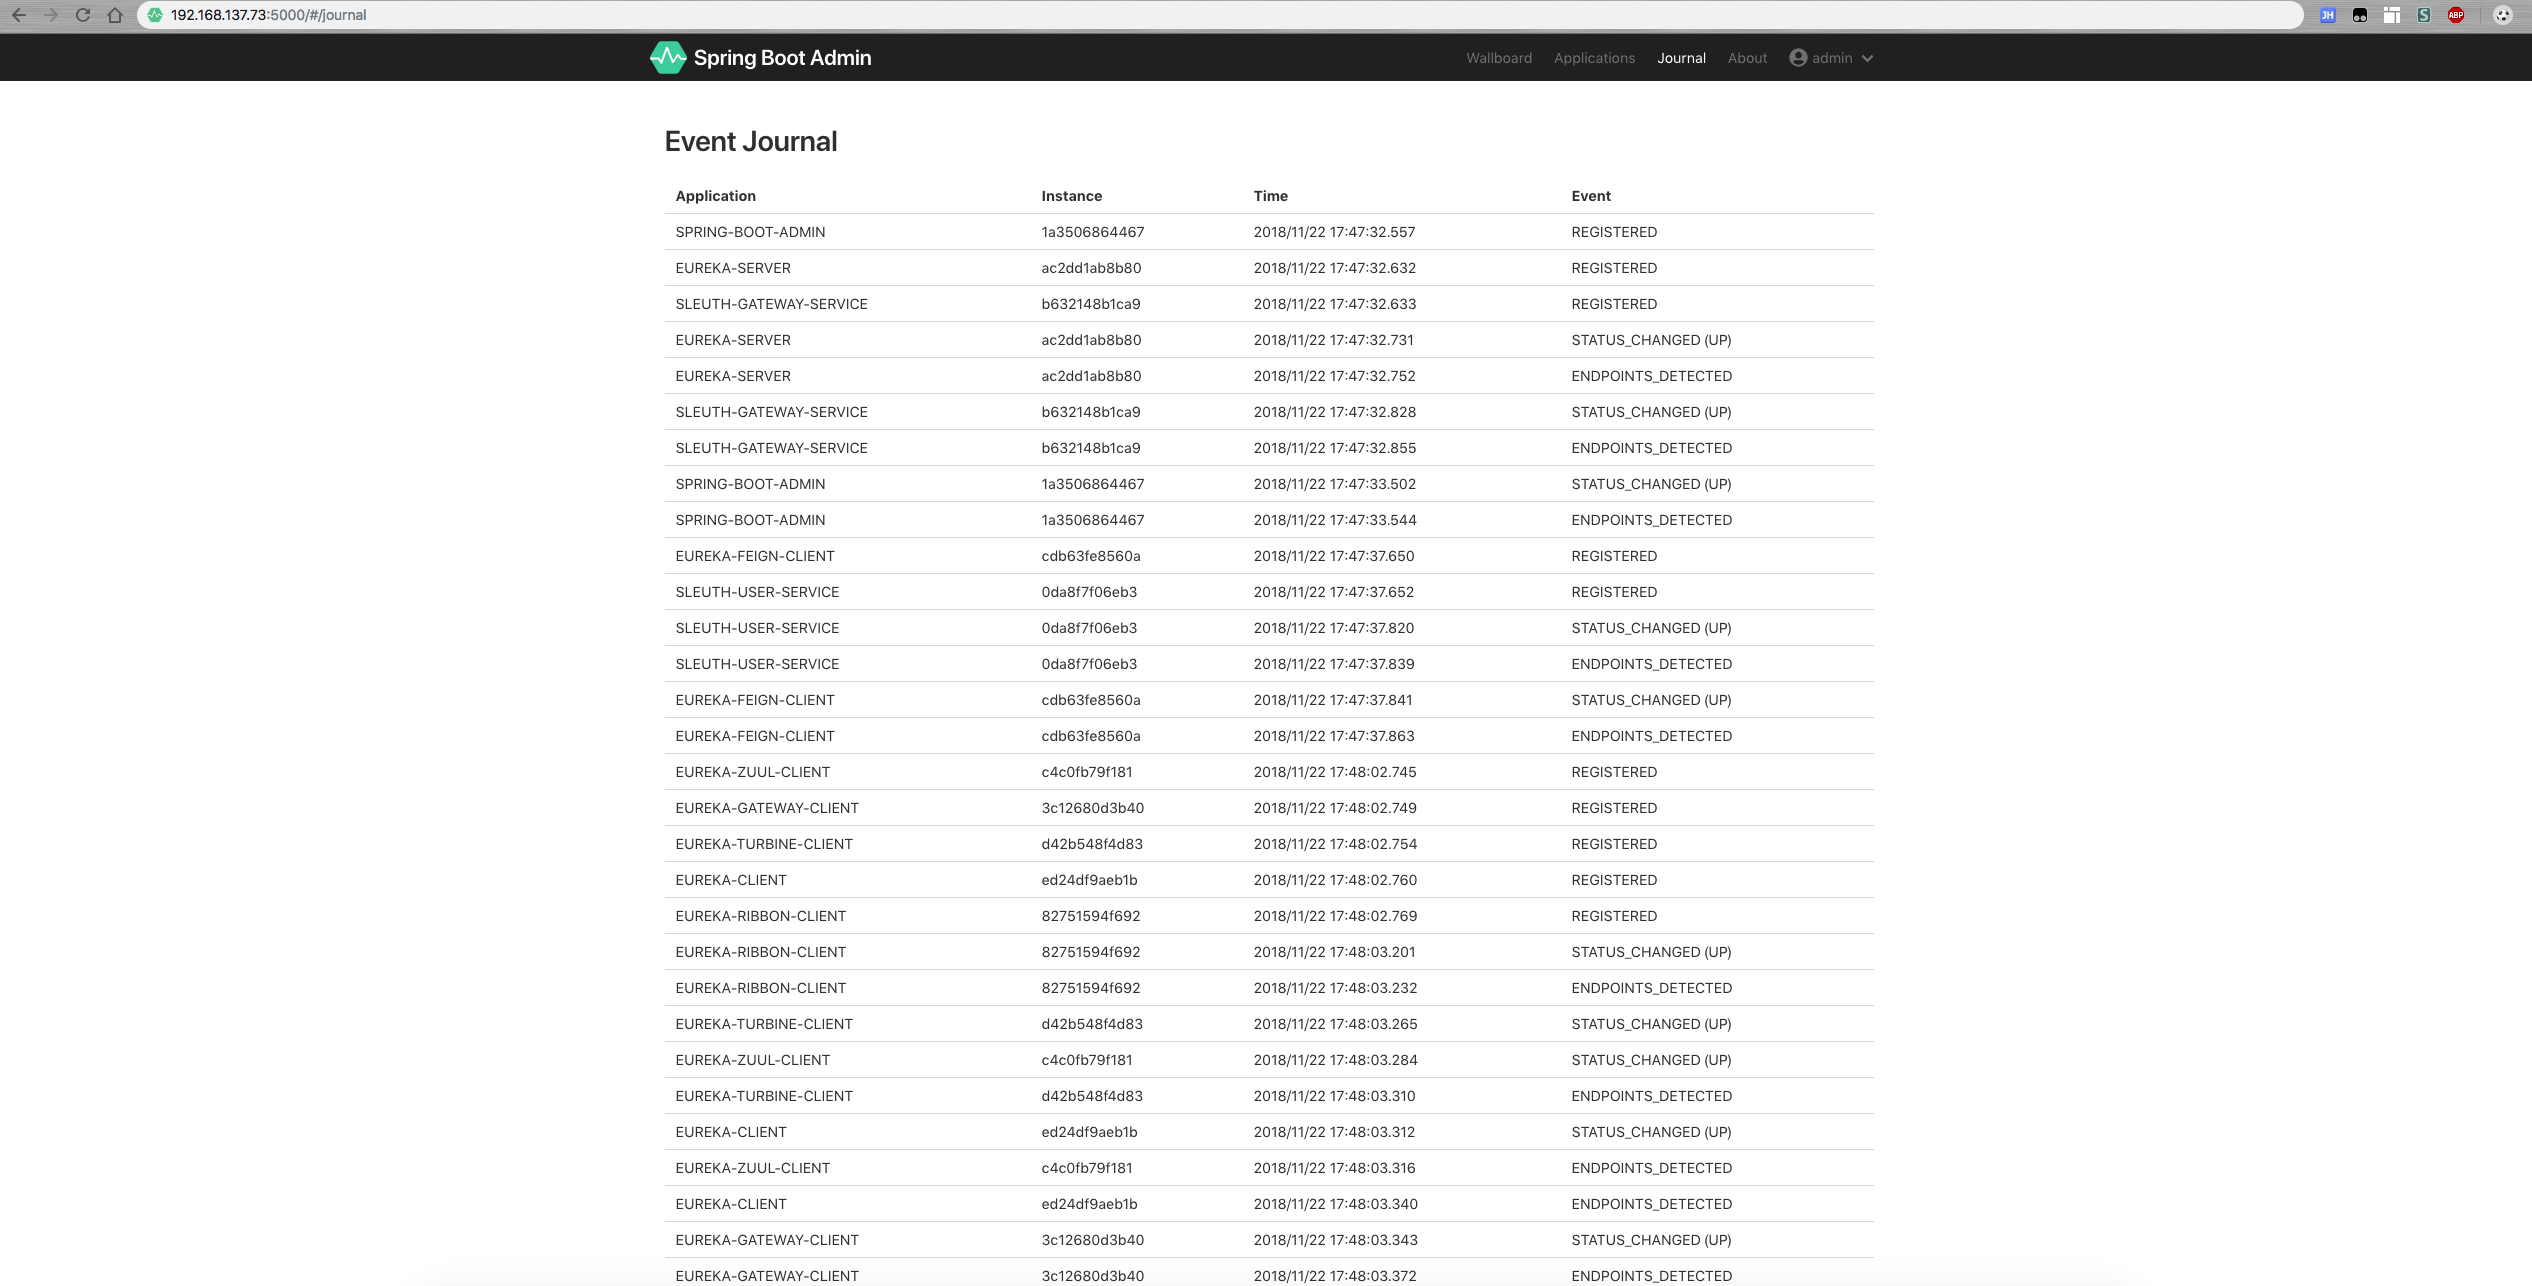 192.168.137.73:5000/#/journal
JH
S
ABP
Spring Boot Admin
Wallboard Applications Journal About admin
Event Journal
Application Instance Time Event
SPRING-BOOT-ADMIN 1a3506864467 2018/11/22 17:47:32.557 REGISTERED
EUREKA-SERVER ac2dd1ab8b80 2018/11/22 17:47:32.632 REGISTERED
SLEUTH-GATEWAY-SERVICE b632148b1ca9 2018/11/22 17:47:32.633 REGISTERED
EUREKA-SERVER ac2dd1ab8b80 2018/11/22 17:47:32.731 STATUS_CHANGED (UP)
EUREKA-SERVER ac2dd1ab8b80 2018/11/22 17:47:32.752 ENDPOINTS_DETECTED
SLEUTH-GATEWAY-SERVICE b632148b1ca9 2018/11/22 17:47:32.828 STATUS_CHANGED (UP)
SLEUTH-GATEWAY-SERVICE b632148b1ca9 2018/11/22 17:47:32.855 ENDPOINTS_DETECTED
SPRING-BOOT-ADMIN 1a3506864467 2018/11/22 17:47:33.502 STATUS_CHANGED (UP)
SPRING-BOOT-ADMIN 1a3506864467 2018/11/22 17:47:33.544 ENDPOINTS_DETECTED
EUREKA-FEIGN-CLIENT cdb63fe8560a 2018/11/22 17:47:37.650 REGISTERED
SLEUTH-USER-SERVICE 0da8f7f06eb3 2018/11/22 17:47:37.652 REGISTERED
SLEUTH-USER-SERVICE 0da8f7f06eb3 2018/11/22 17:47:37.820 STATUS_CHANGED (UP)
SLEUTH-USER-SERVICE 0da8f7f06eb3 2018/11/22 17:47:37.839 ENDPOINTS_DETECTED
EUREKA-FEIGN-CLIENT cdb63fe8560a 2018/11/22 17:47:37.841 STATUS_CHANGED (UP)
EUREKA-FEIGN-CLIENT cdb63fe8560a 2018/11/22 17:47:37.863 ENDPOINTS_DETECTED
EUREKA-ZUUL-CLIENT c4c0fb79f181 2018/11/22 17:48:02.745 REGISTERED
EUREKA-GATEWAY-CLIENT 3c12680d3b40 2018/11/22 17:48:02.749 REGISTERED
EUREKA-TURBINE-CLIENT d42b548f4d83 2018/11/22 17:48:02.754 REGISTERED
EUREKA-CLIENT ed24df9aeb1b 2018/11/22 17:48:02.760 REGISTERED
EUREKA-RIBBON-CLIENT 82751594f692 2018/11/22 17:48:02.769 REGISTERED
EUREKA-RIBBON-CLIENT 82751594f692 2018/11/22 17:48:03.201 STATUS_CHANGED (UP)
EUREKA-RIBBON-CLIENT 82751594f692 2018/11/22 17:48:03.232 ENDPOINTS_DETECTED
EUREKA-TURBINE-CLIENT d42b548f4d83 2018/11/22 17:48:03.265 STATUS_CHANGED (UP)
EUREKA-ZUUL-CLIENT c4c0fb79f181 2018/11/22 17:48:03.284 STATUS_CHANGED (UP)
EUREKA-TURBINE-CLIENT d42b548f4d83 2018/11/22 17:48:03.310 ENDPOINTS_DETECTED
EUREKA-CLIENT ed24df9aeb1b 2018/11/22 17:48:03.312 STATUS_CHANGED (UP)
EUREKA-ZUUL-CLIENT c4c0fb79f181 2018/11/22 17:48:03.316 ENDPOINTS_DETECTED
EUREKA-CLIENT ed24df9aeb1b 2018/11/22 17:48:03.340 ENDPOINTS_DETECTED
EUREKA-GATEWAY-CLIENT 3c12680d3b40 2018/11/22 17:48:03.343 STATUS_CHANGED (UP)
EUREKA-GATEWAY-CLIENT 3c12680d3b40 2018/11/22 17:48:03.372 ENDPOINTS_DETECTED